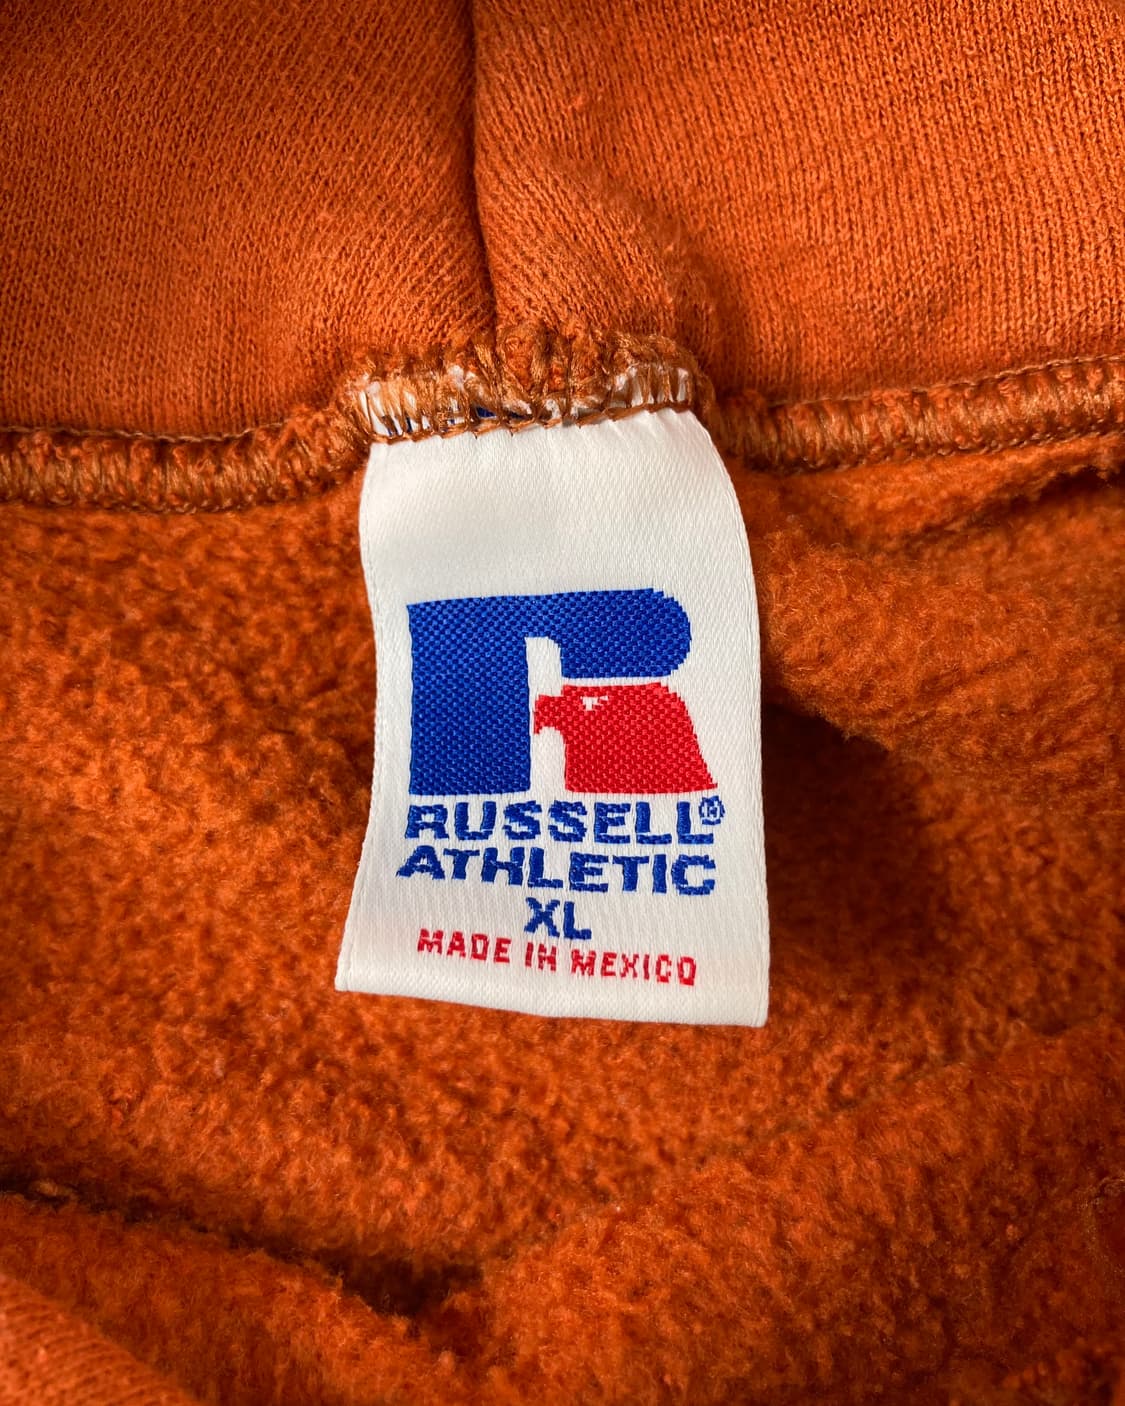 RUSSELL®
ATHLETIC
XL
MADE IN MEXICO